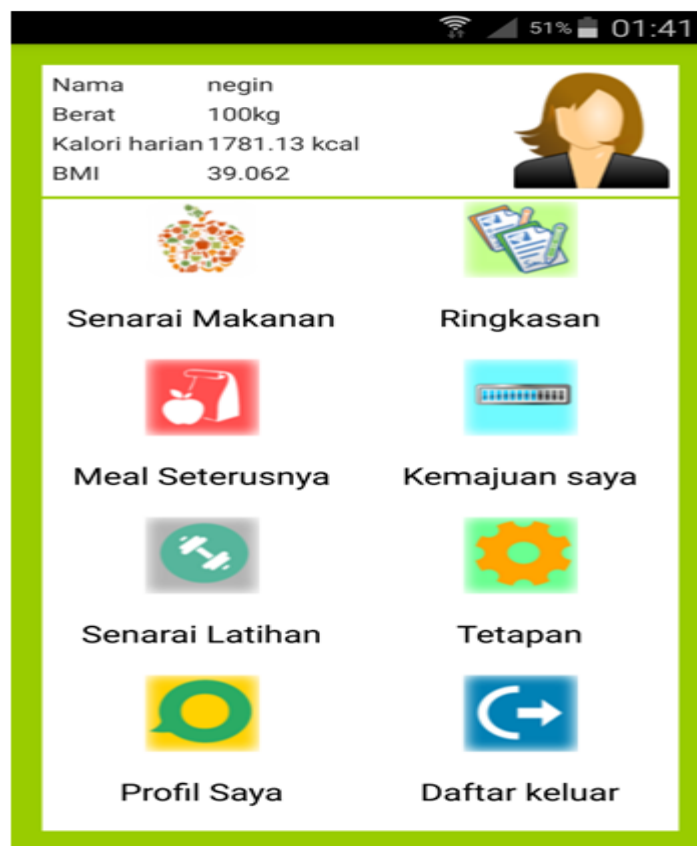 51% 01:41
Nama negin
Berat 100kg
Kalori harian 1781.13 kcal
BMI 39.062
Senarai Makanan Ringkasan
Meal Seterusnya Kemajuan saya
Senarai Latihan Tetapan
Profil Saya Daftar keluar